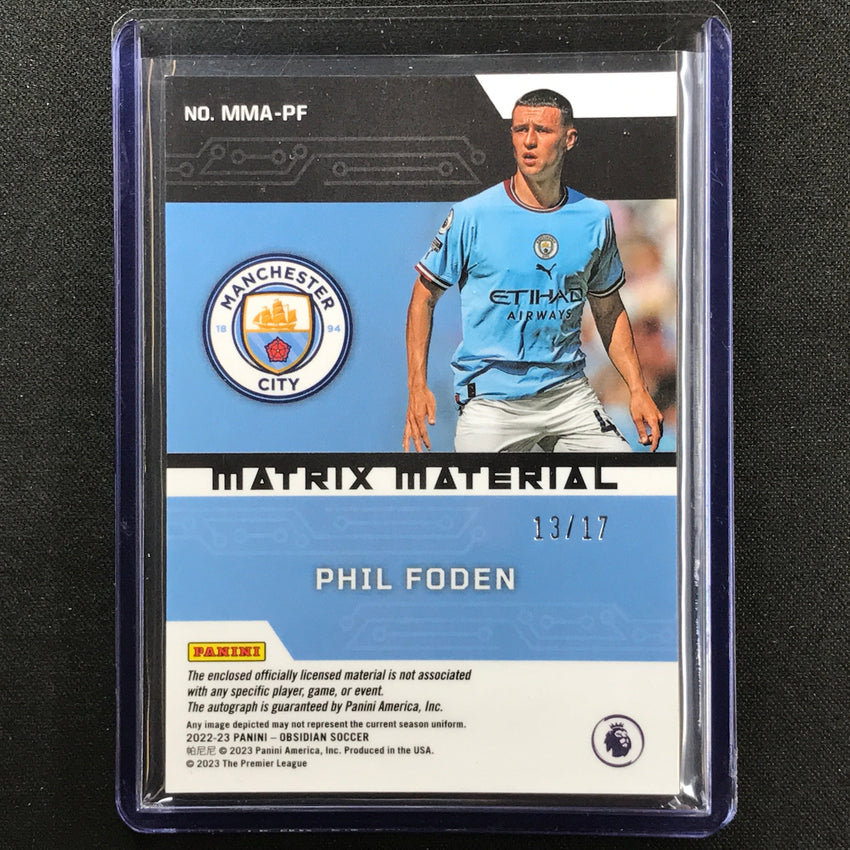 NO. MMA-PF
MANCHESTER
18 94
CITY
ETIHAD
AIRWAYS
4
MATRIX MATERIAL
13/17
PHIL FODEN
PANINI
The enclosed officially licensed material is not associated
with any specific player, game, or event.
The autograph is guaranteed by Panini America, Inc.
Any image depicted may not represent the current season uniform.
2022-23 PANINI – OBSIDIAN SOCCER
帕尼尼 © 2023 Panini America, Inc. Produced in the USA.
© 2023 The Premier League